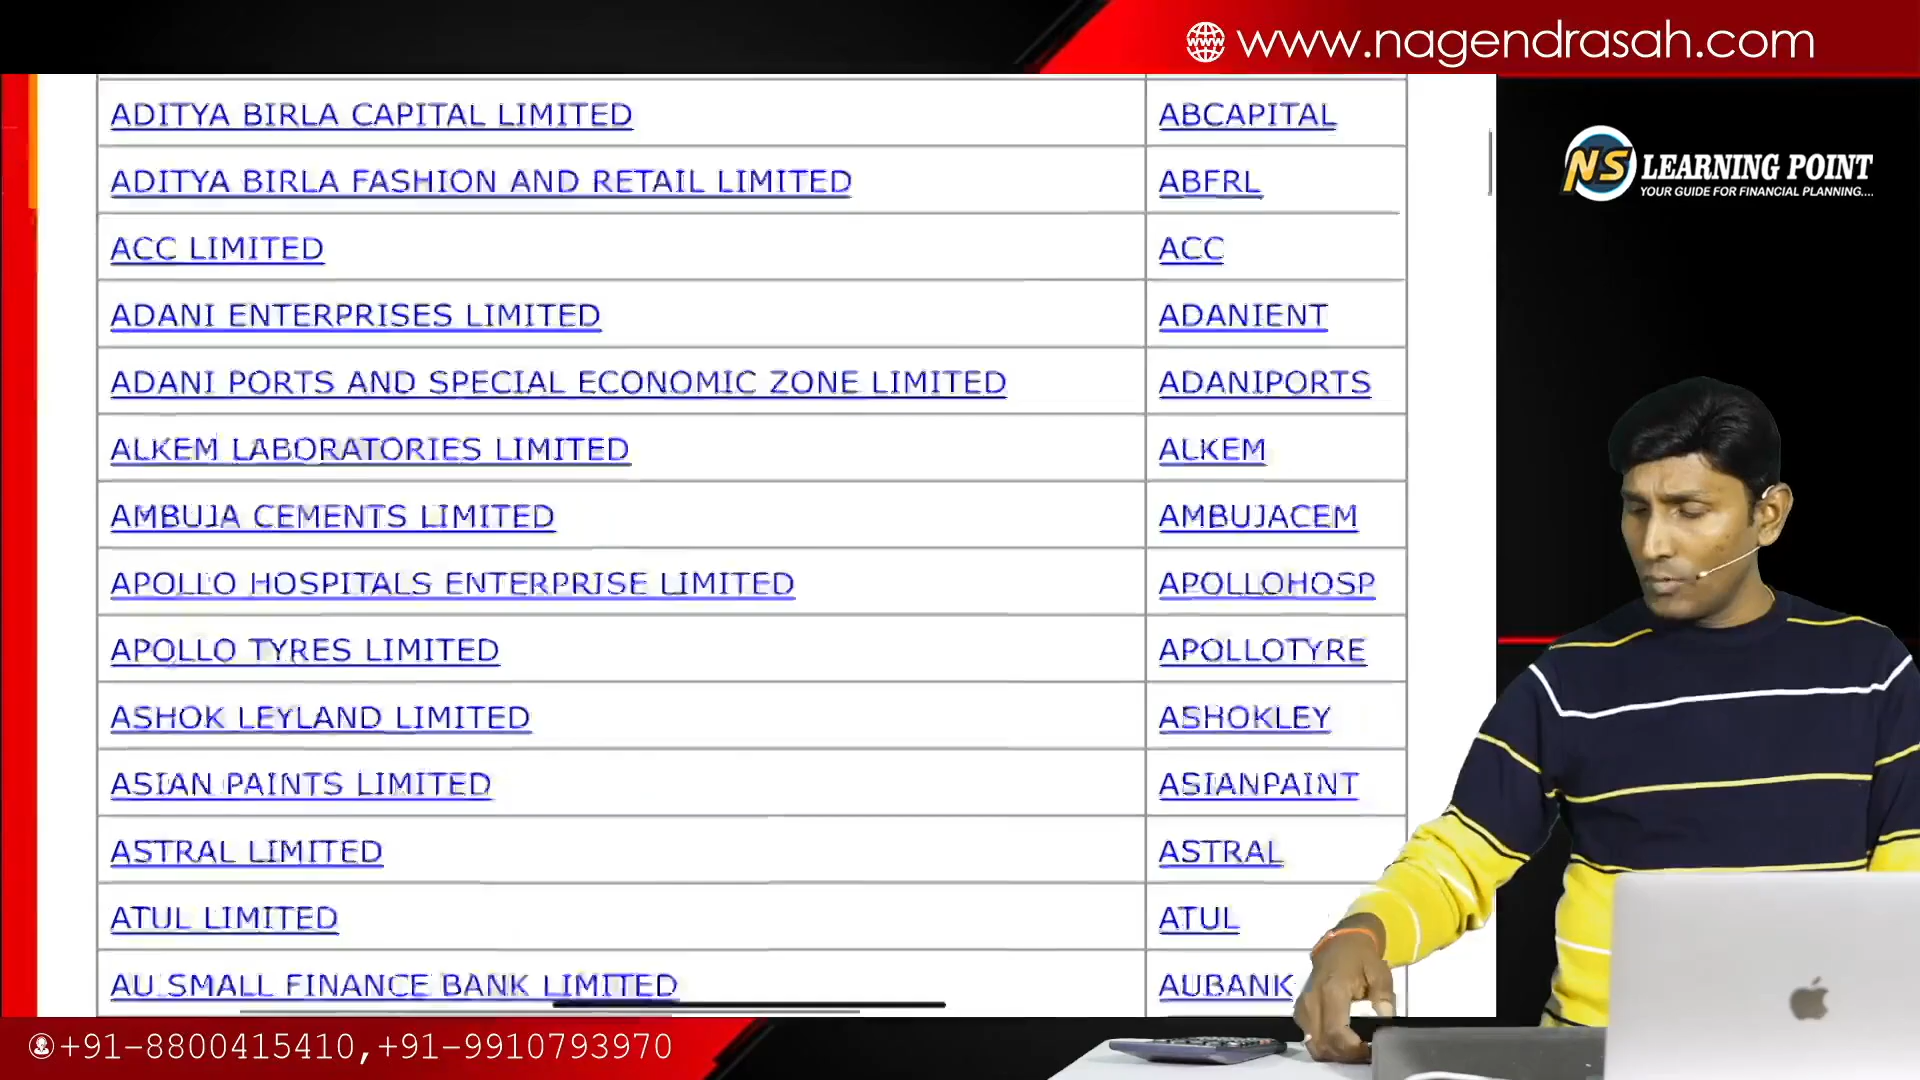 www.nagendrasah.com
ADITYA BIRLA CAPITAL LIMITED ABCAPITAL
ADITYA BIRLA FASHION AND RETAIL LIMITED ABFRL
ACC LIMITED ACC
ADANI ENTERPRISES LIMITED ADANIENT
ADANI PORTS AND SPECIAL ECONOMIC ZONE LIMITED ADANIPORTS
ALKEM LABORATORIES LIMITED ALKEM
AMBUJA CEMENTS LIMITED AMBUJACEM
APOLLO HOSPITALS ENTERPRISE LIMITED APOLLOHOSP
APOLLO TYRES LIMITED APOLLOTYRE
ASHOK LEYLAND LIMITED ASHOKLEY
ASIAN PAINTS LIMITED ASIANPAINT
ASTRAL LIMITED ASTRAL
ATUL LIMITED ATUL
AU SMALL FINANCE BANK LIMITED AUBANK
NS LEARNING POINT
YOUR GUIDE FOR FINANCIAL PLANNING....
+91-8800415410,+91-9910793970